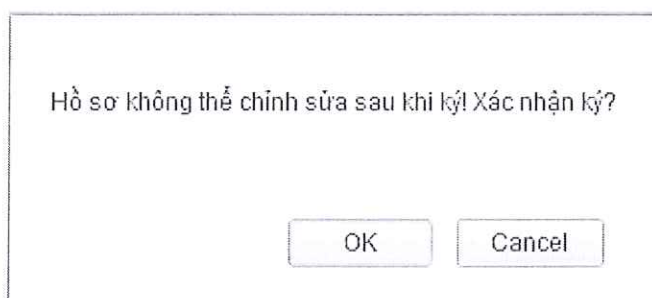 Hồ sơ không thể chỉnh sửa sau khi ký! Xác nhận ký?
OK Cancel